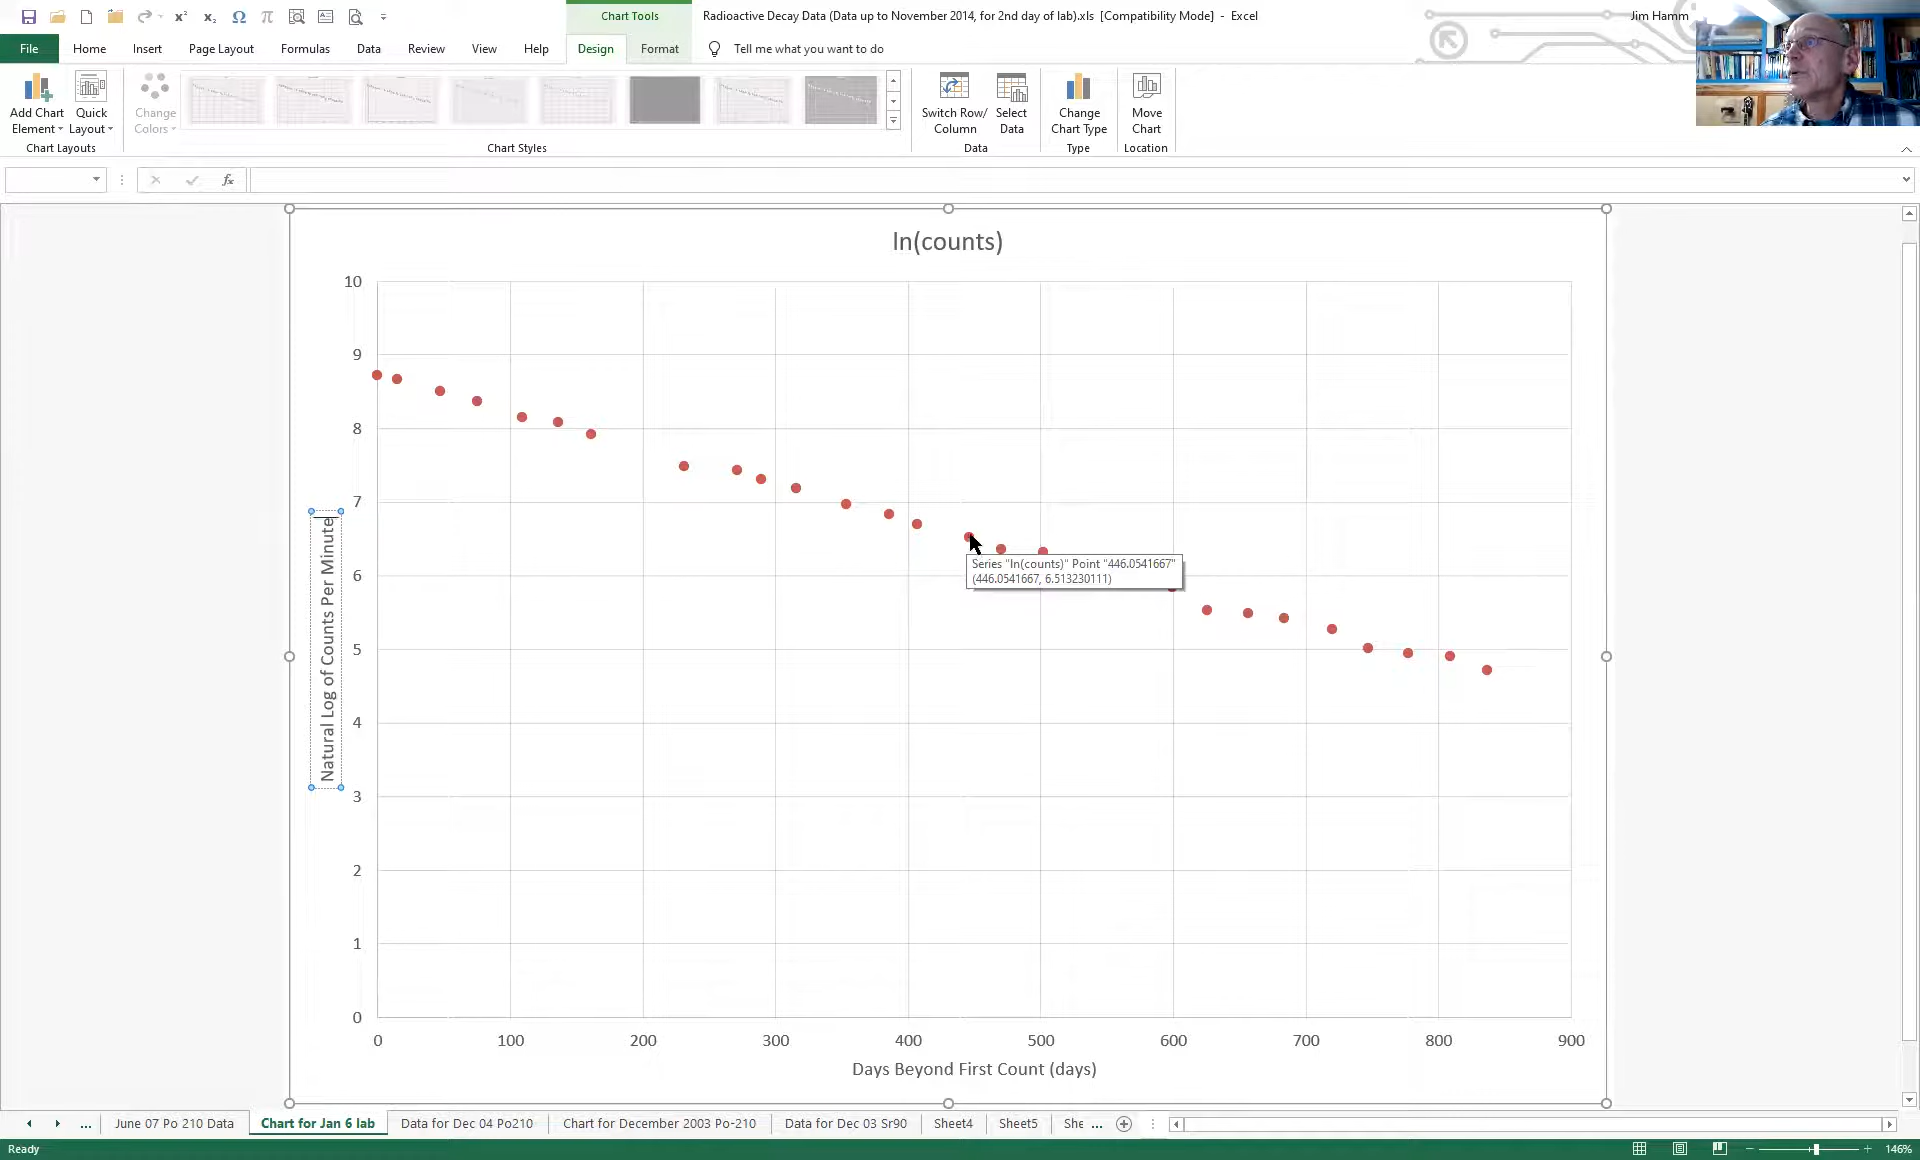 Chart Tools
Radioactive Decay Data (Data up to November 2014, for 2nd day of lab).xls [Compatibility Mode] - Excel
Jim Hamm
File Home Insert Page Layout Formulas Data Review View Help Design Format Tell me what you want to do
Add Chart Element
Quick Layout
Change Colors
Switch Row/ Column
Select Data
Change Chart Type
Move Chart
Chart Layouts
Chart Styles
Data
Type
Location
fx
ln(counts)
10
9
8
7
6
5
4
3
2
1
0
Natural Log of Counts Per Minute
Series "ln(counts)" Point "446.0541667"
(446.0541667, 6.513230111)
0 100 200 300 400 500 600 700 800 900
Days Beyond First Count (days)
... June 07 Po 210 Data Chart for Jan 6 lab Data for Dec 04 Po210 Chart for December 2003 Po-210 Data for Dec 03 Sr90 Sheet4 Sheet5 She ...
Ready
146%